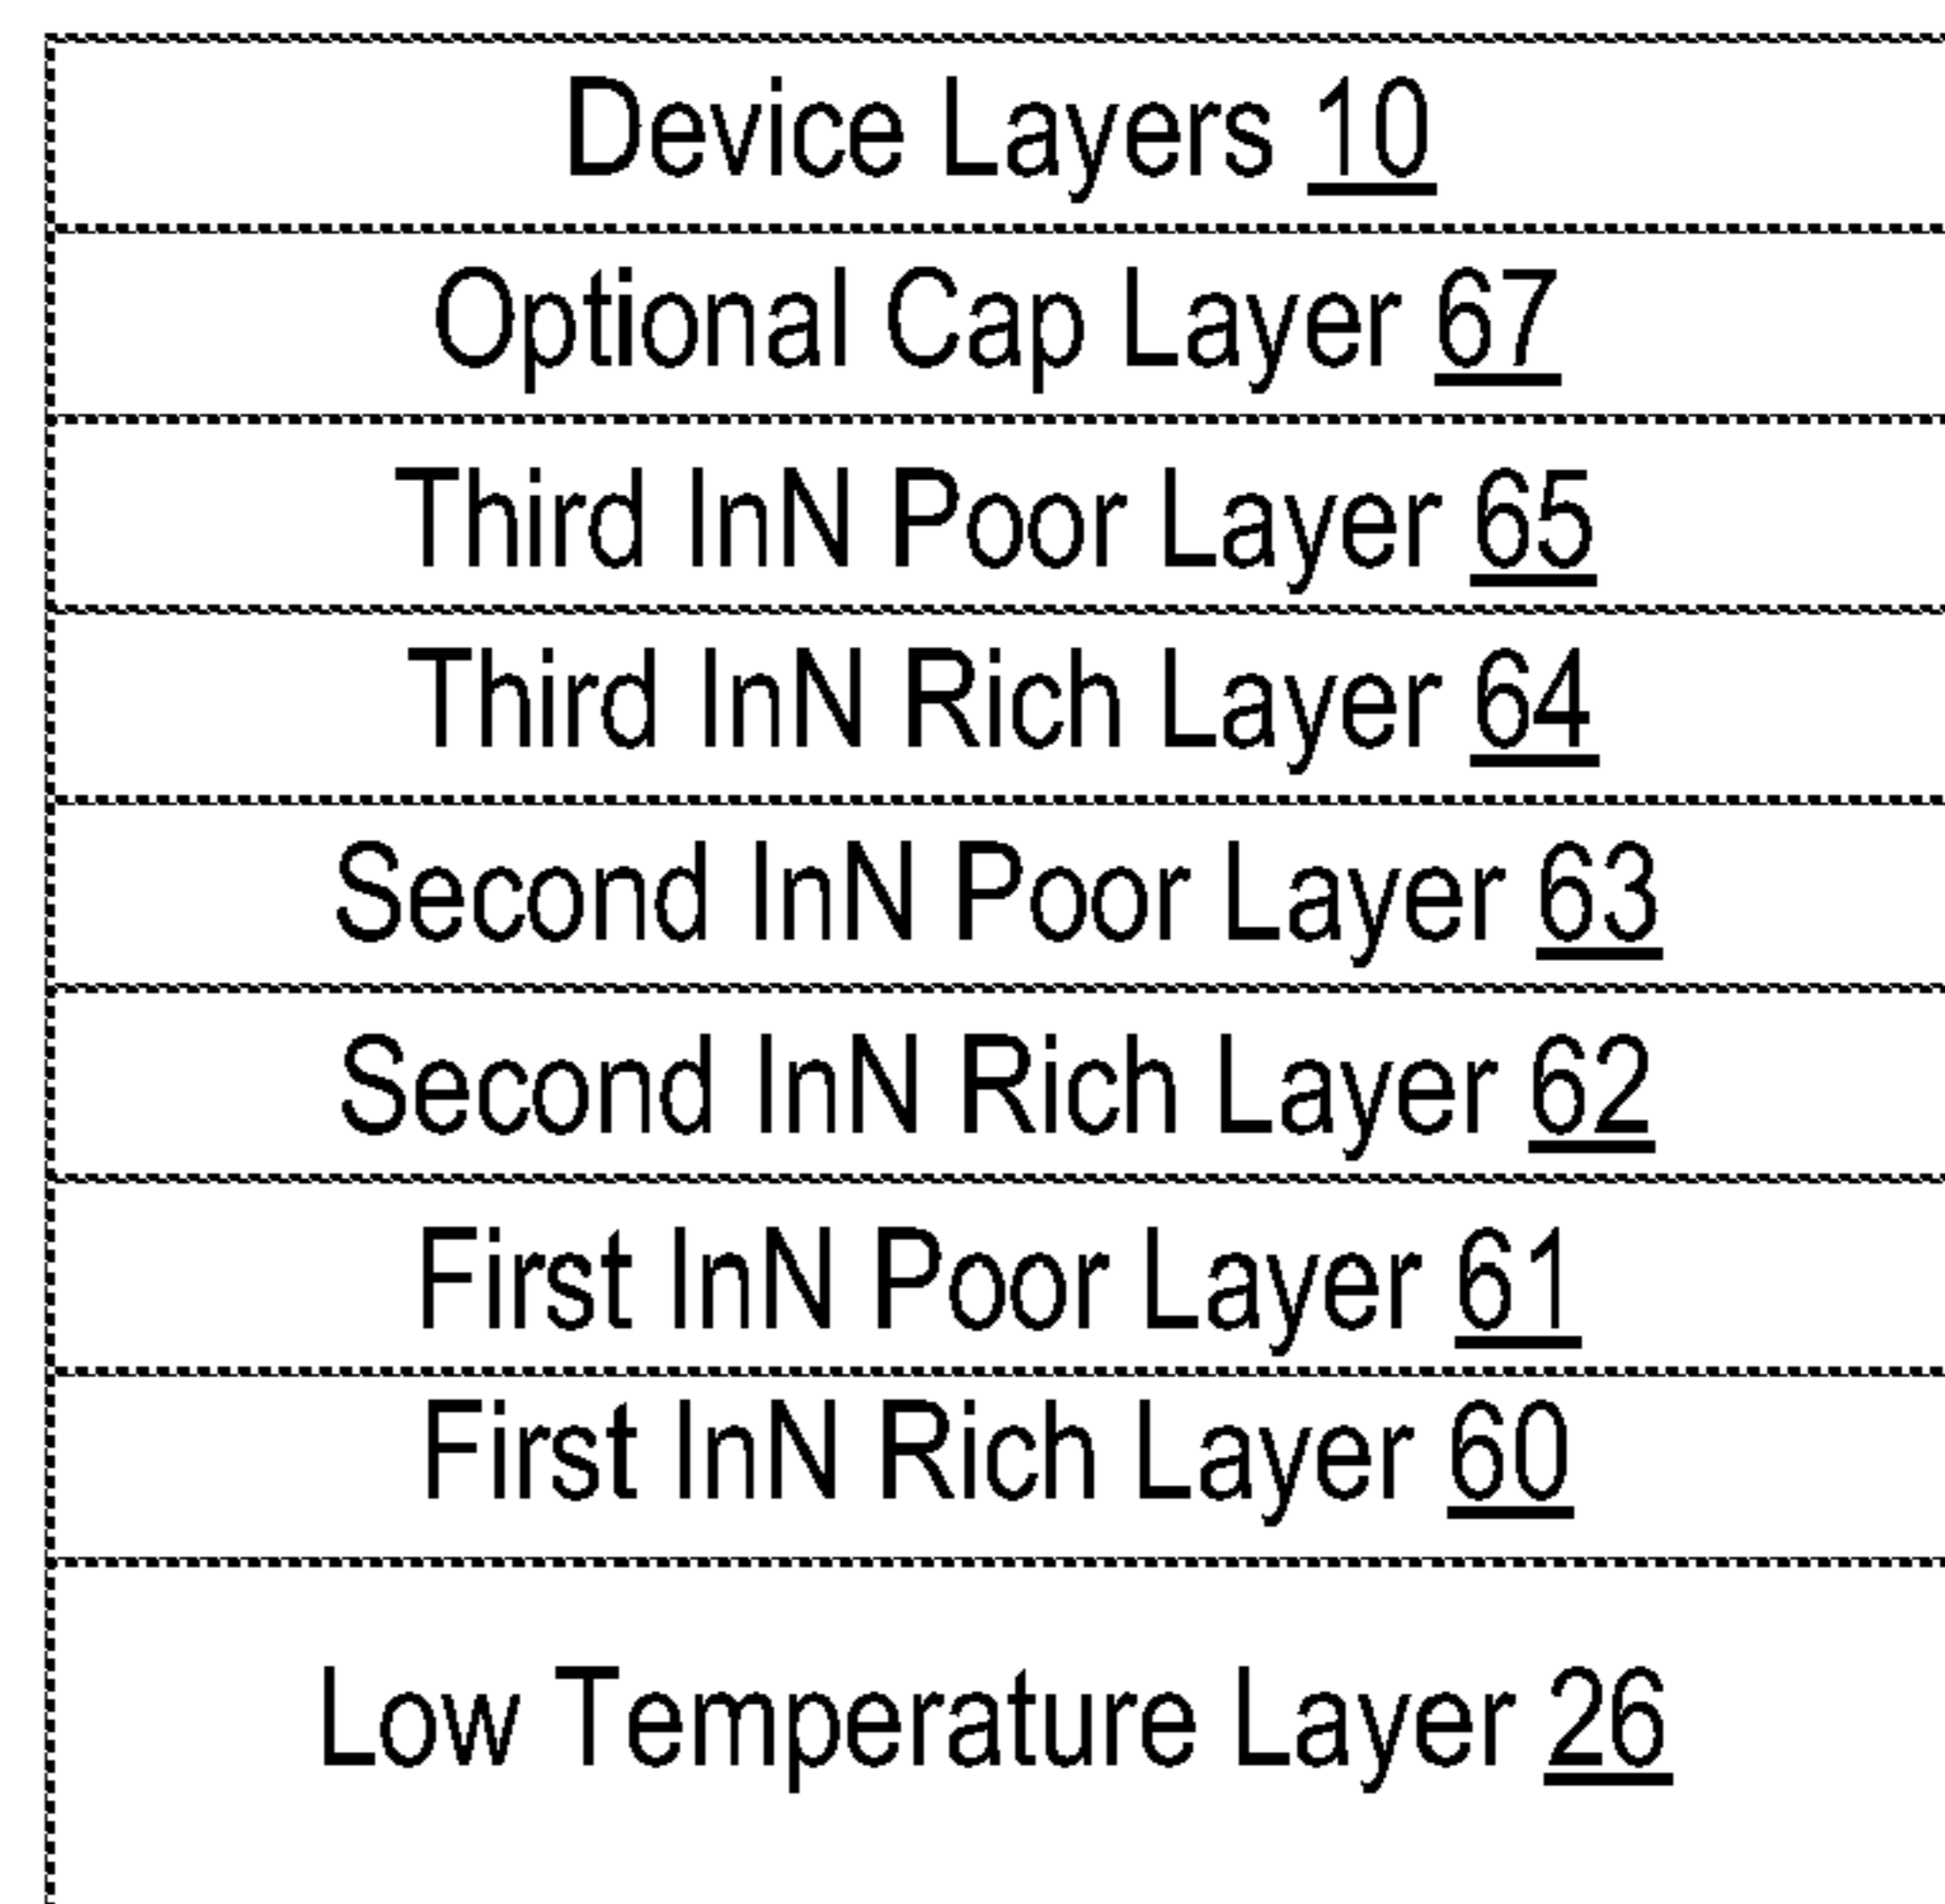 Device Layers 10
Optional Cap Layer 67
Third InN Poor Layer 65
Third InN Rich Layer 64
Second InN Poor Layer 63
Second InN Rich Layer 62
First InN Poor Layer 61
First InN Rich Layer 60
Low Temperature Layer 26